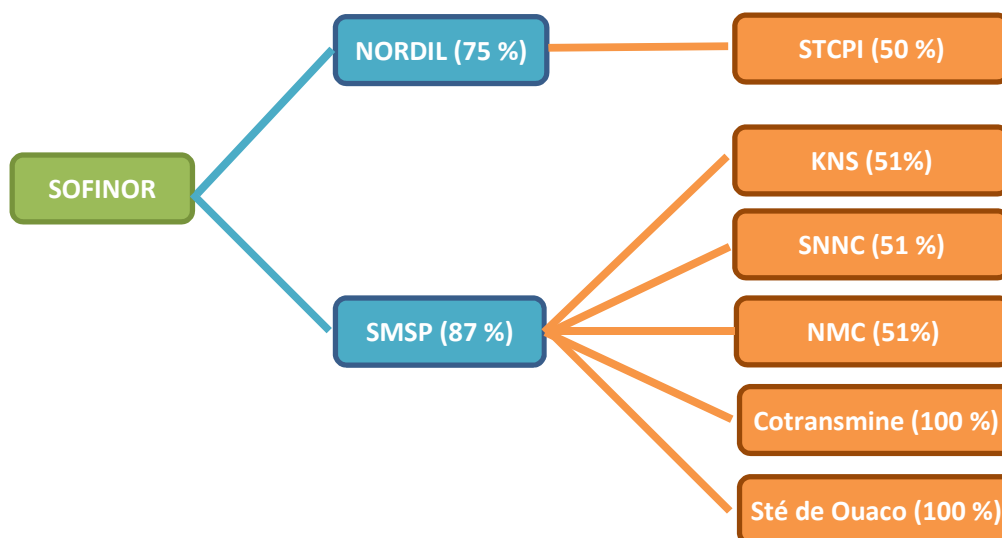 NORDIL (75 %)
STCPI (50 %)
KNS (51%)
SOFINOR
SNNC (51 %)
SMSP (87 %)
NMC (51%)
Cotransmine (100 %)
Sté de Ouaco (100 %)